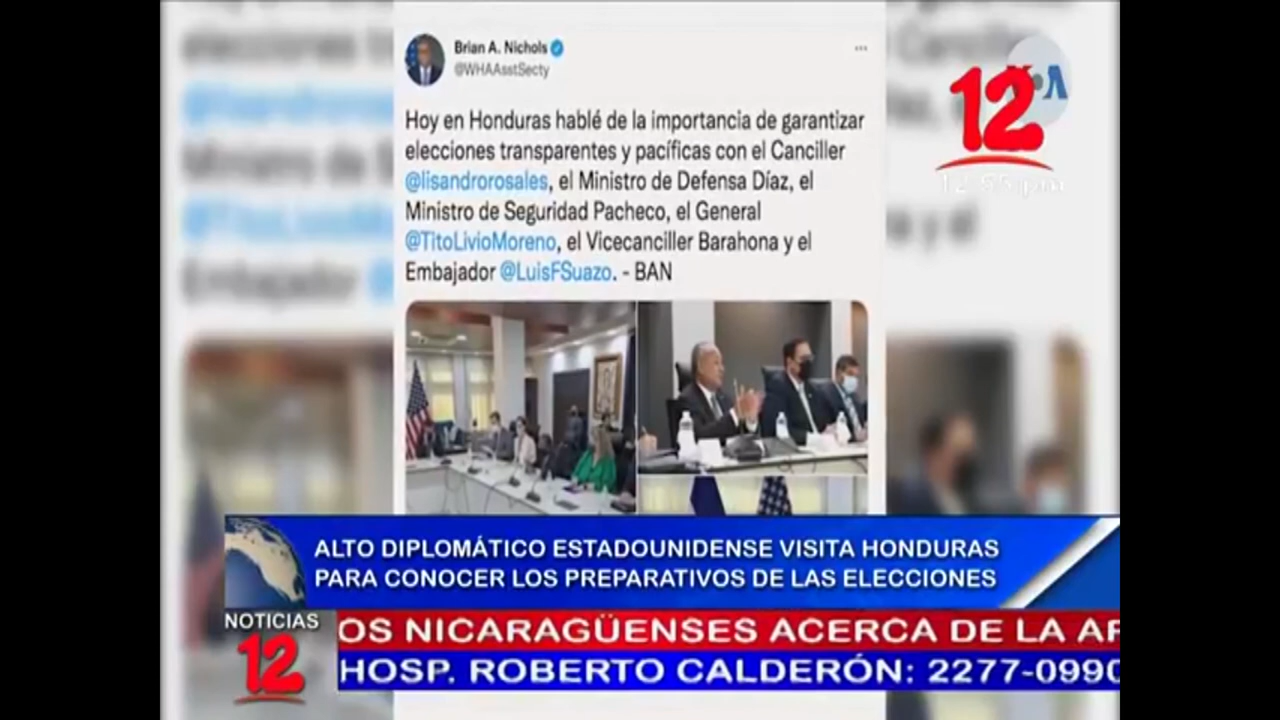 Brian A. Nichols
@WHAAsstSecty
Hoy en Honduras hablé de la importancia de garantizar
elecciones transparentes y pacíficas con el Canciller
@lisandrorosales, el Ministro de Defensa Díaz, el
Ministro de Seguridad Pacheco, el General
@TitoLivioMoreno, el Vicecanciller Barahona y el
Embajador @LuisFSuazo. - BAN
12
ALTO DIPLOMÁTICO ESTADOUNIDENSE VISITA HONDURAS
PARA CONOCER LOS PREPARATIVOS DE LAS ELECCIONES
NOTICIAS
12
OS NICARAGÜENSES ACERCA DE LA
HOSP. ROBERTO CALDERÓN: 2277-0990